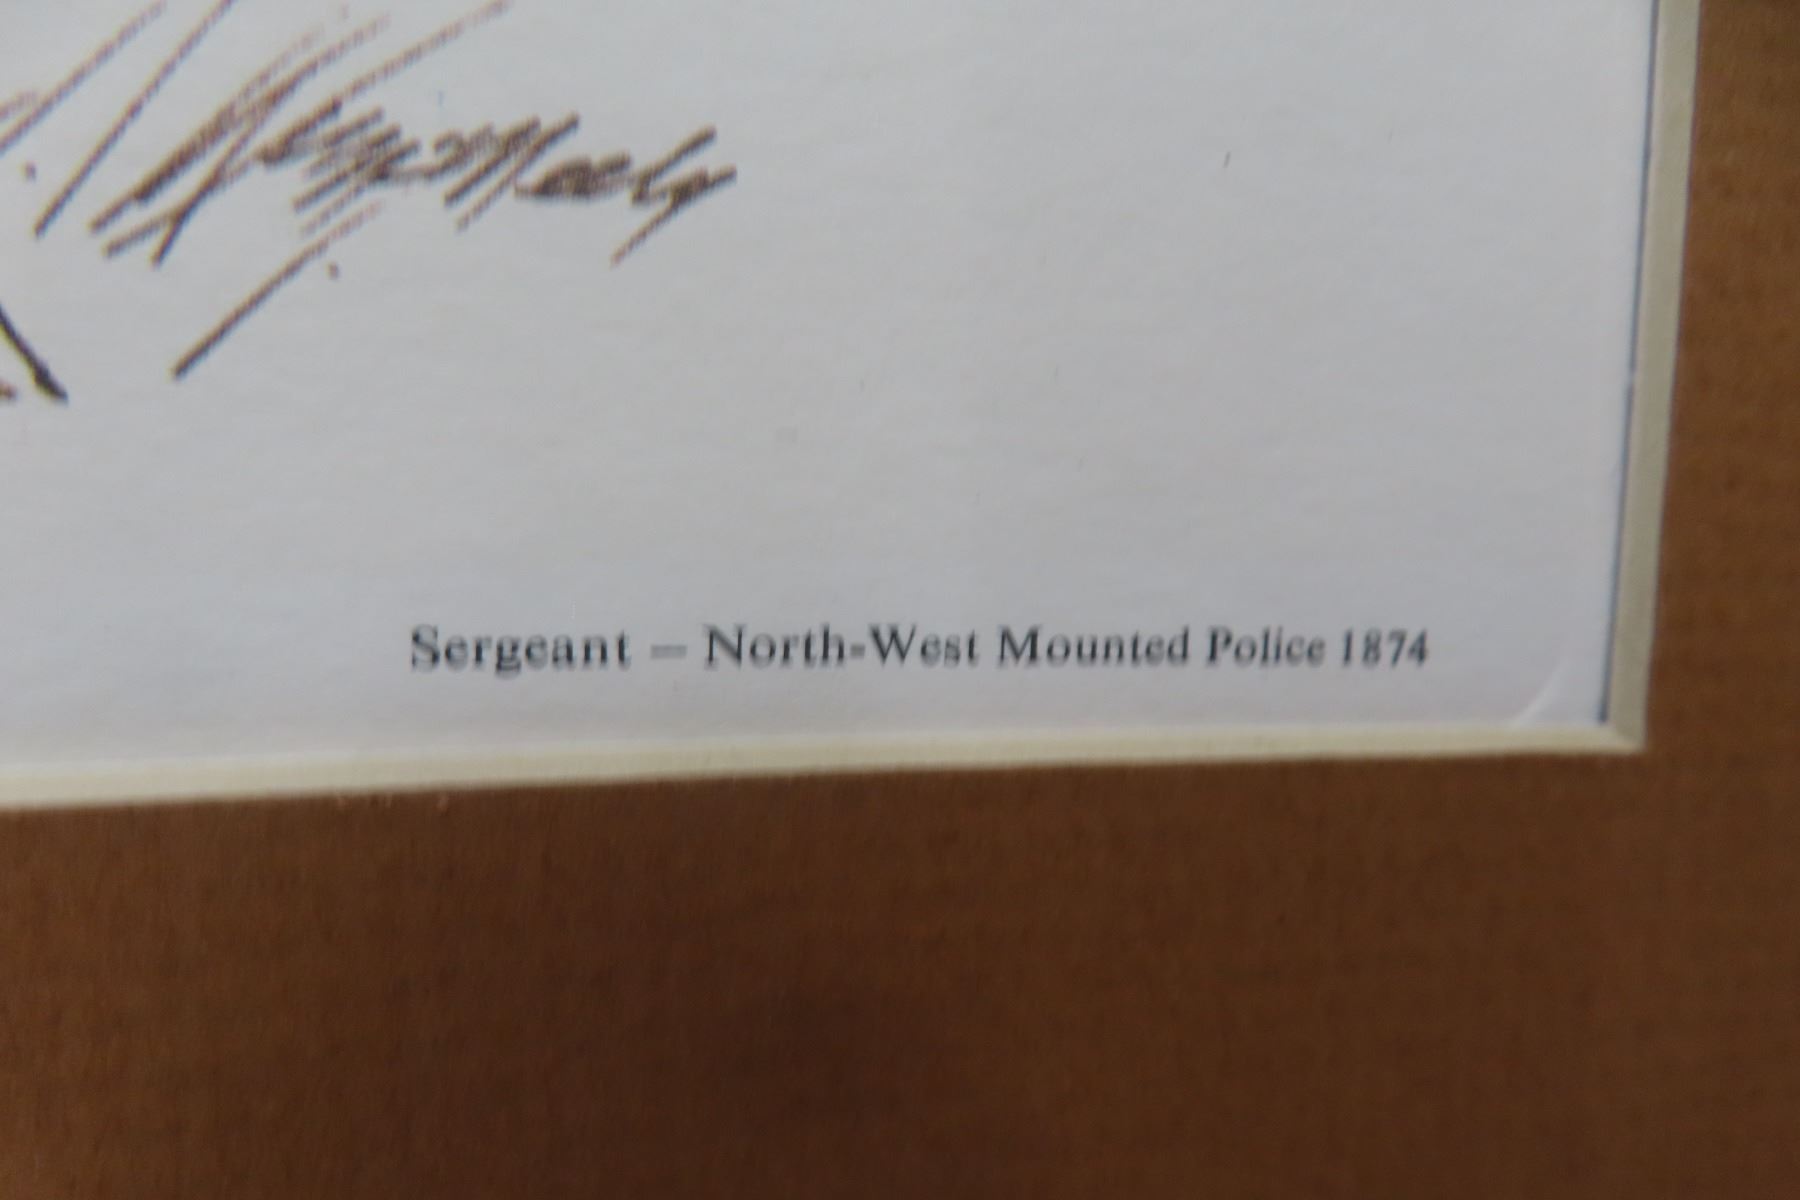 Sergeant — North-West Mounted Police 1874